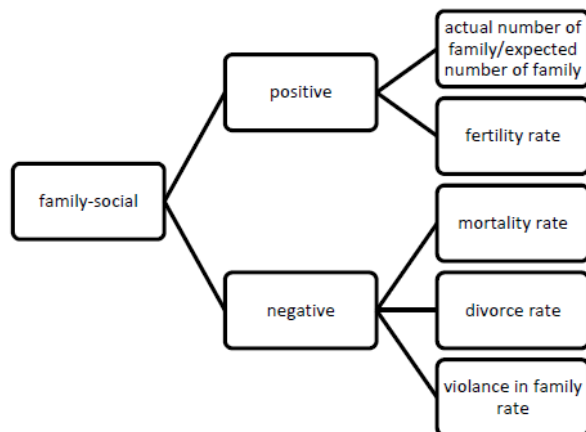 actual number of
family/expected
number of family
positive
fertility rate
family-social
mortality rate
negative
divorce rate
violance in family
rate